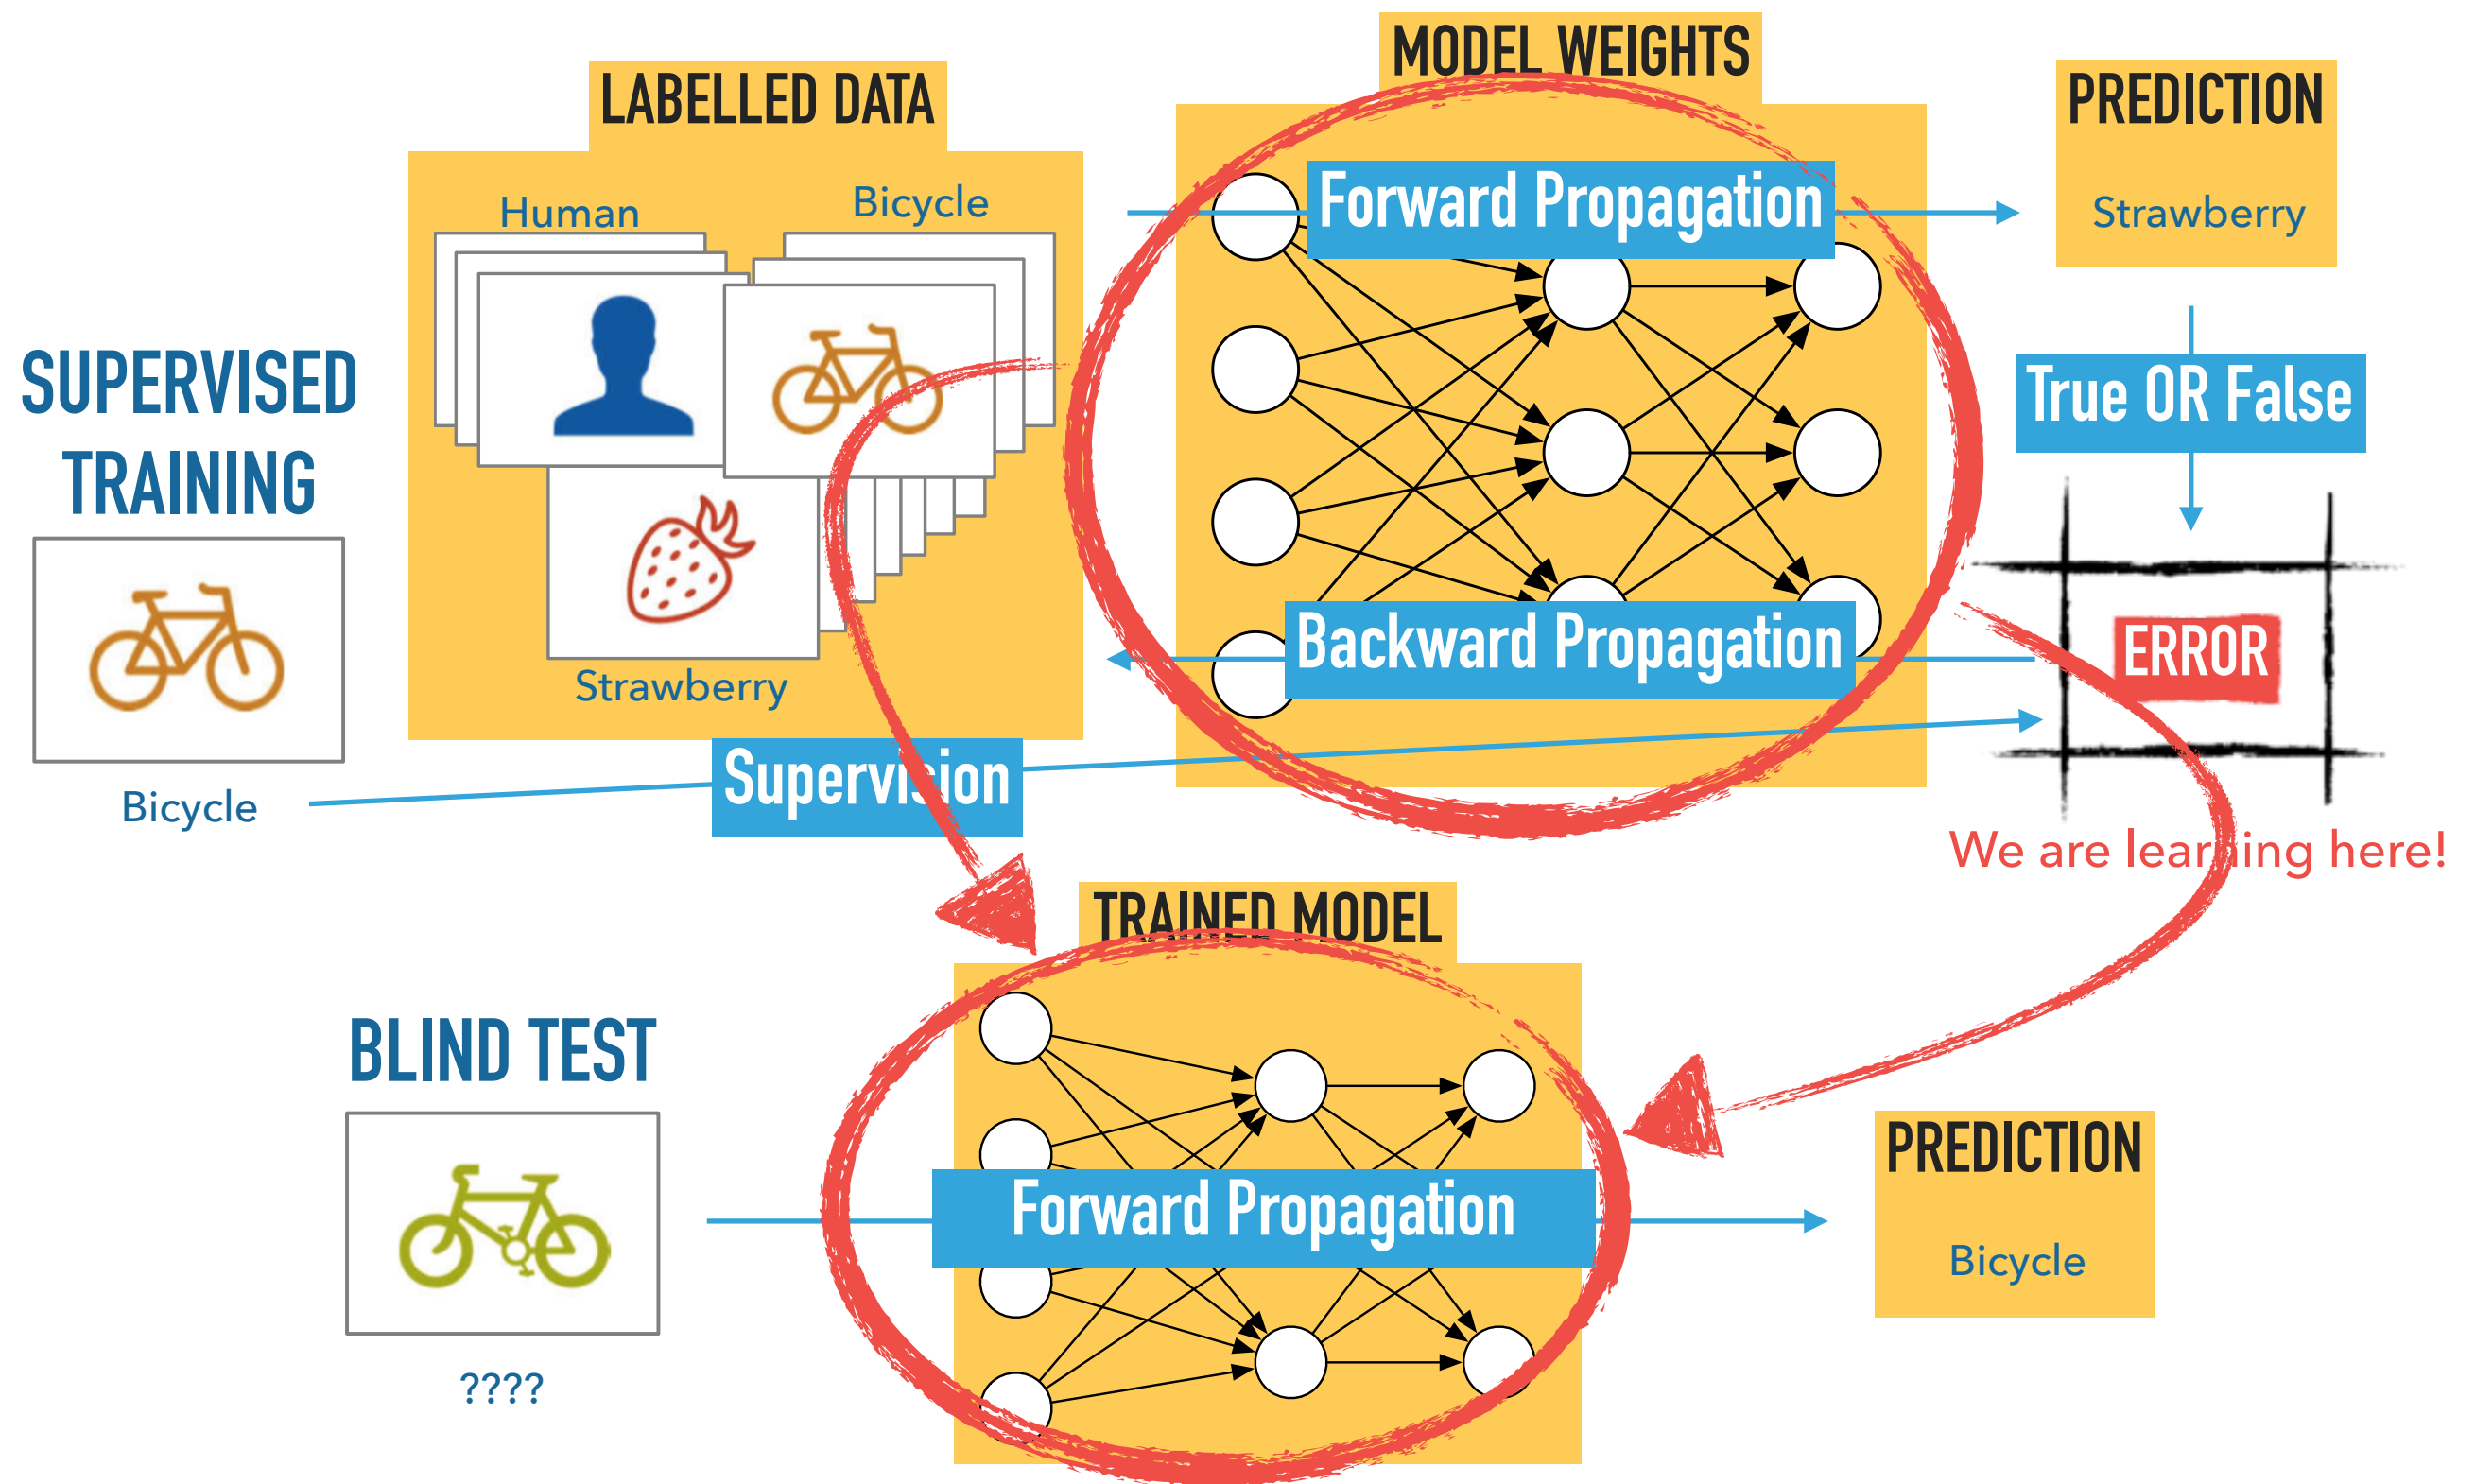 MODEL WEIGHTS
LABELLED DATA
PREDICTION
Human
Bicycle
Forward Propagation
Strawberry
SUPERVISED
TRAINING
True OR False
Strawberry
Backward Propagation
ERROR
Bicycle
Supervision
We are learning here!
TRAINED MODEL
BLIND TEST
Forward Propagation
PREDICTION
Bicycle
????